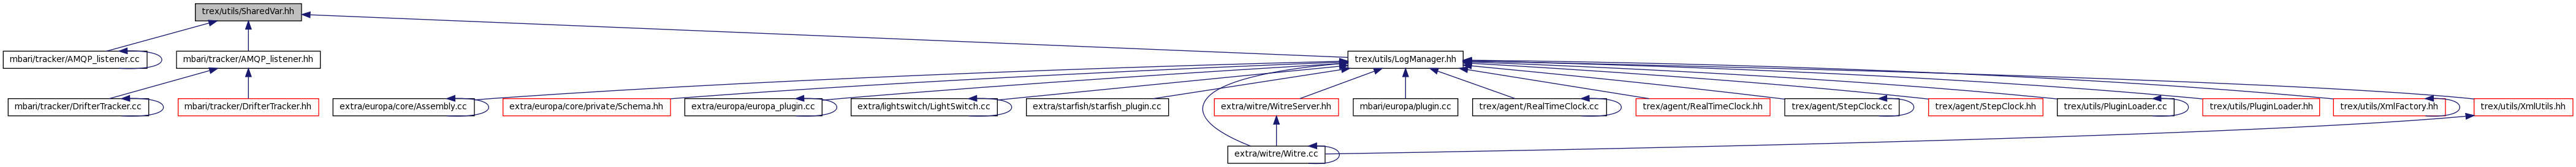 trex/utils/SharedVar.hh
mbari/tracker/AMQP_listener.cc
mbari/tracker/AMQP_listener.hh
trex/utils/LogManager.hh
mbari/tracker/DrifterTracker.cc
mbari/tracker/DrifterTracker.hh
extra/europa/core/Assembly.cc
extra/europa/core/private/Schema.hh
extra/europa/europa_plugin.cc
extra/lightswitch/LightSwitch.cc
extra/starfish/starfish_plugin.cc
extra/witre/WitreServer.hh
mbari/europa/plugin.cc
trex/agent/RealTimeClock.cc
trex/agent/RealTimeClock.hh
trex/agent/StepClock.cc
trex/agent/StepClock.hh
trex/utils/PluginLoader.cc
trex/utils/PluginLoader.hh
trex/utils/XmlFactory.hh
trex/utils/XmlUtils.hh
extra/witre/Witre.cc